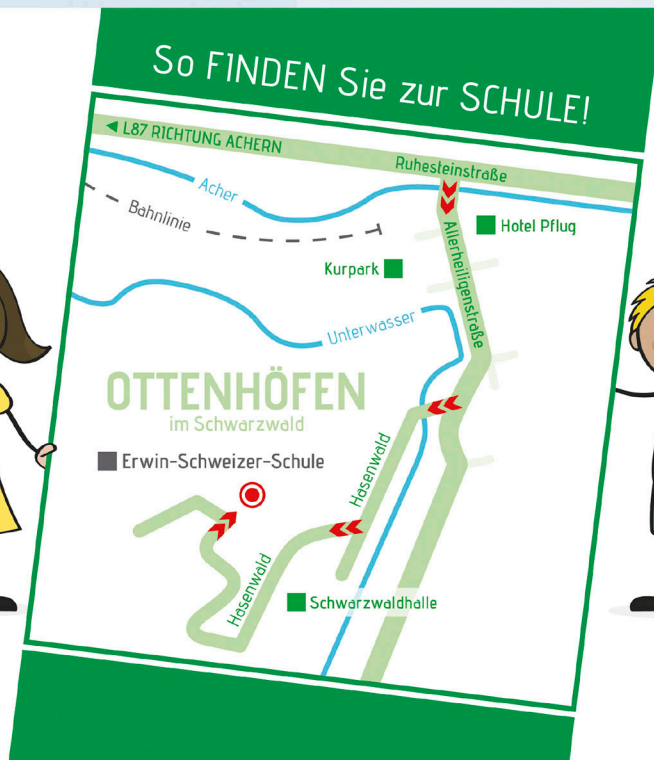 So FINDEN Sie zur SCHULE!
◄ L87 RICHTUNG ACHERN
Ruhesteinstraße
Acher
Bahnlinie
Hotel Pflug
Allerheiligenstraße
Kurpark
Unterwasser
OTTENHÖFEN
im Schwarzwald
Erwin-Schweizer-Schule
Hasenwald
Hasenwald
Schwarzwaldhalle